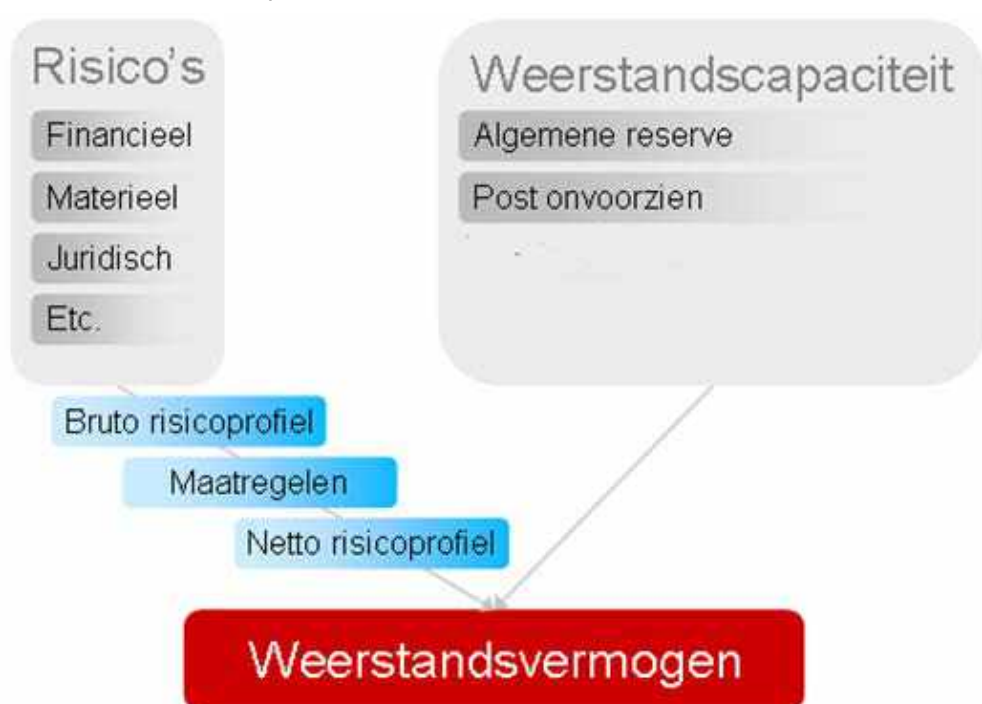 Risico's
Financieel
Materieel
Juridisch
Etc.
Weerstandscapaciteit
Algemene reserve
Post onvoorzien
Bruto risicoprofiel
Maatregelen
Netto risicoprofiel
Weerstandsvermogen